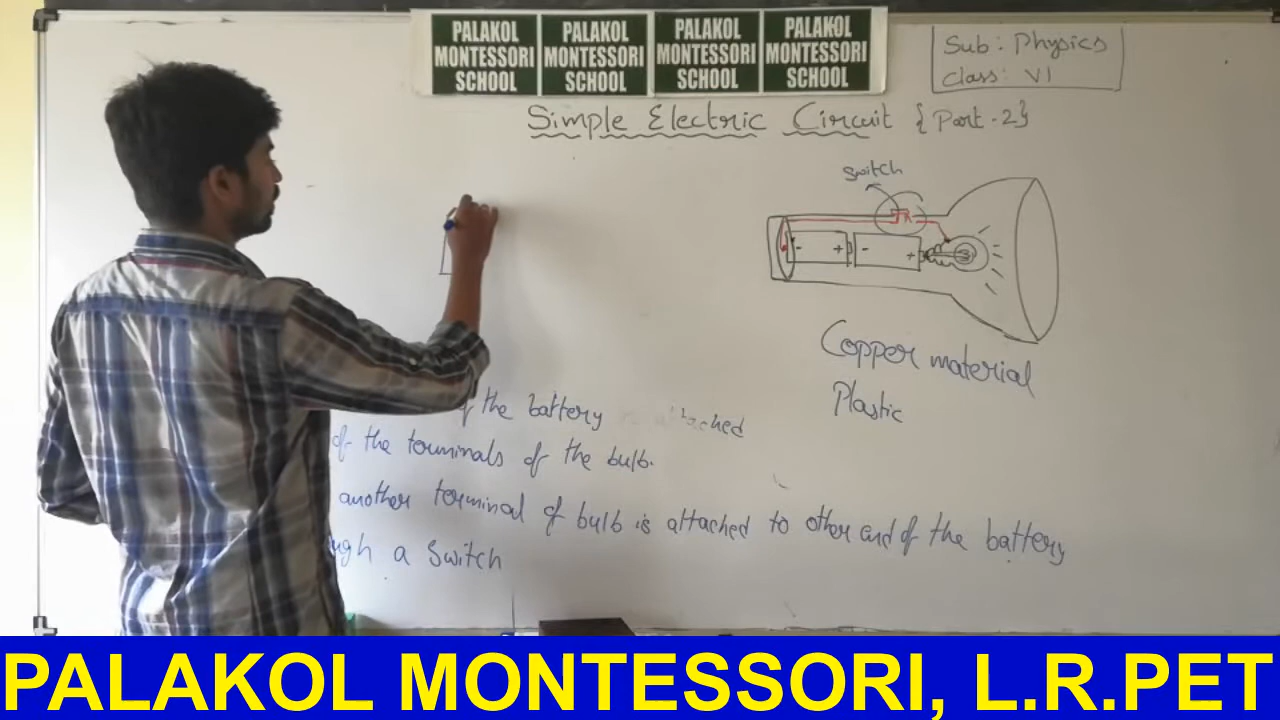 PALAKOL MONTESSORI SCHOOL
PALAKOL MONTESSORI SCHOOL
PALAKOL MONTESSORI SCHOOL
PALAKOL MONTESSORI SCHOOL
Sub: Physics
Class: VI
Simple Electric Circuit {Part-2}
Switch
- + - +
Copper material
Plastic
of the battery is attached
of the terminals of the bulb.
another terminal of bulb is attached to other end of the battery
ugh a Switch
PALAKOL MONTESSORI, L.R.PET